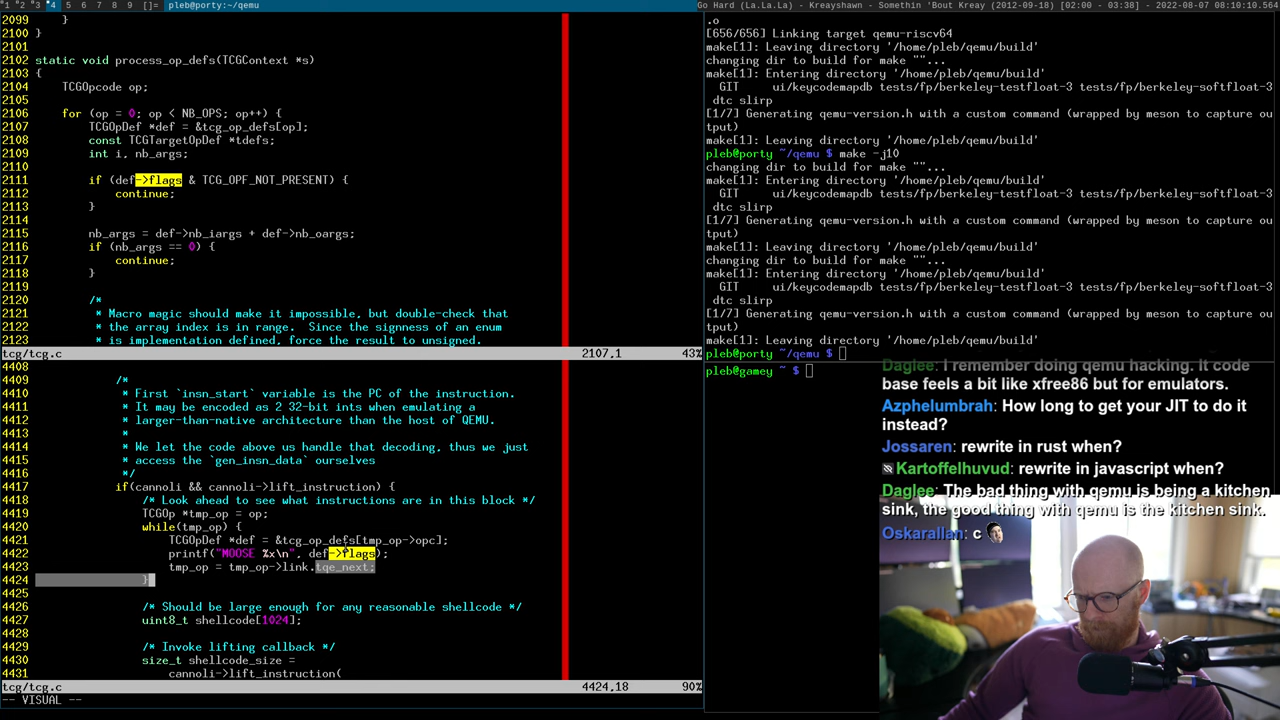 1 2 3 4 5 6 7 8 9 []= pleb@porty:~/qemu
Go Hard (La.La.La) - Kreayshawn - Somethin 'Bout Kreay (2012-09-18) [02:00 - 03:38] - 2022-08-07 08:10:10.564
2099 }
2100 }
2101
2102 static void process_op_defs(TCGContext *s)
2103 {
2104 TCGOpcode op;
2105
2106 for (op = 0; op < NB_OPS; op++) {
2107 TCGOpDef *def = &tcg_op_defs[op];
2108 const TCGTargetOpDef *tdefs;
2109 int i, nb_args;
2110
2111 if (def->flags & TCG_OPF_NOT_PRESENT) {
2112 continue;
2113 }
2114
2115 nb_args = def->nb_iargs + def->nb_oargs;
2116 if (nb_args == 0) {
2117 continue;
2118 }
2119
2120 /*
2121 * Macro magic should make it impossible, but double-check that
2122 * the array index is in range.  Since the signness of an enum
2123 * is implementation defined, force the result to unsigned.
tcg/tcg.c 2107,1 43%
4408
4409 /*
4410 * First `insn_start` variable is the PC of the instruction.
4411 * It may be encoded as 2 32-bit ints when emulating a
4412 * larger-than-native architecture than the host of QEMU.
4413 *
4414 * We let the code above us handle that decoding, thus we just
4415 * access the `gen_insn_data` ourselves
4416 */
4417 if(cannoli && cannoli->lift_instruction) {
4418 /* Look ahead to see what instructions are in this block */
4419 TCGOp *tmp_op = op;
4420 while(tmp_op) {
4421 TCGOpDef *def = &tcg_op_defs[tmp_op->opc];
4422 printf("MOOSE %x\n", def->flags);
4423 tmp_op = tmp_op->link.tqe_next;
4424 }
4425
4426 /* Should be large enough for any reasonable shellcode */
4427 uint8_t shellcode[1024];
4428
4429 /* Invoke lifting callback */
4430 size_t shellcode_size =
4431 cannoli->lift_instruction(
tcg/tcg.c 4424,18 90%
-- VISUAL --
.o
[656/656] Linking target qemu-riscv64
make[1]: Leaving directory '/home/pleb/qemu/build'
changing dir to build for make ""...
make[1]: Entering directory '/home/pleb/qemu/build'
GIT ui/keycodemapdb tests/fp/berkeley-testfloat-3 tests/fp/berkeley-softfloat-3
dtc slirp
[1/7] Generating qemu-version.h with a custom command (wrapped by meson to capture ou
tput)
make[1]: Leaving directory '/home/pleb/qemu/build'
pleb@porty ~/qemu $ make -j10
changing dir to build for make ""...
make[1]: Entering directory '/home/pleb/qemu/build'
GIT ui/keycodemapdb tests/fp/berkeley-testfloat-3 tests/fp/berkeley-softfloat-3
dtc slirp
[1/7] Generating qemu-version.h with a custom command (wrapped by meson to capture ou
tput)
make[1]: Leaving directory '/home/pleb/qemu/build'
changing dir to build for make ""...
make[1]: Entering directory '/home/pleb/qemu/build'
GIT ui/keycodemapdb tests/fp/berkeley-testfloat-3 tests/fp/berkeley-softfloat-3
dtc slirp
[1/7] Generating qemu-version.h with a custom command (wrapped by meson to capture ou
tput)
make[1]: Leaving directory '/home/pleb/qemu/build'
pleb@porty ~/qemu $
pleb@gamey ~ $
Daglee: I remember doing qemu hacking. It code
base feels a bit like xfree86 but for emulators.
Azphelumbrah: How long to get your JIT to do it
instead?
Jossaren: rewrite in rust when?
Kartoffelhuvud: rewrite in javascript when?
Daglee: The bad thing with qemu is being a kitchen
sink, the good thing with qemu is the kitchen sink.
Oskarallan: c